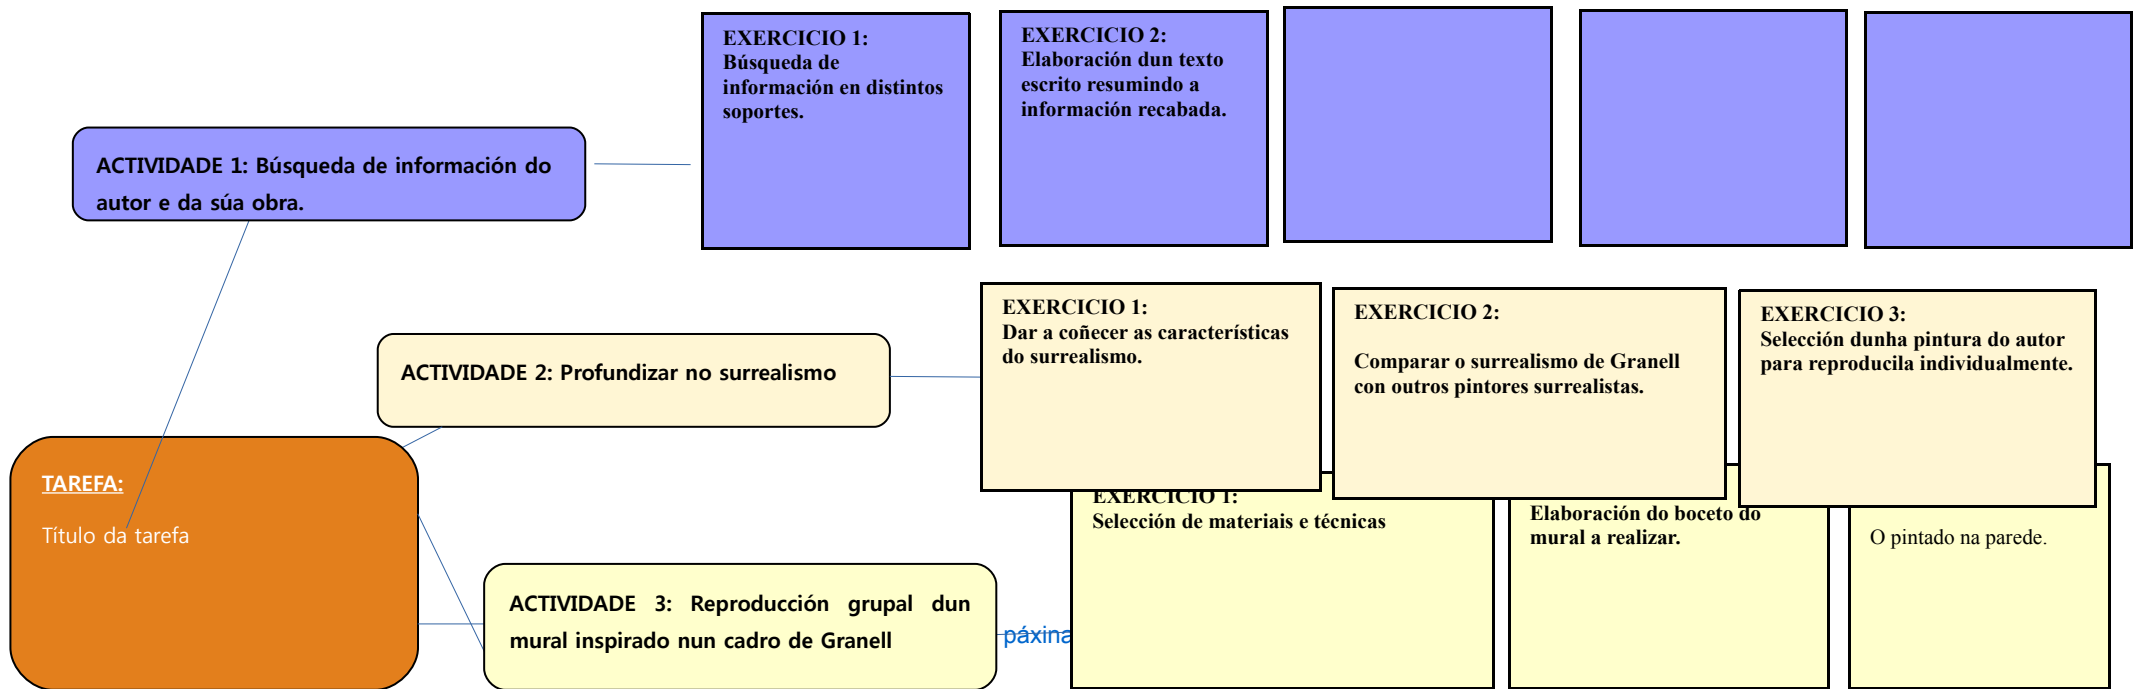 EXERCICIO 1:
Búsqueda de
información en distintos
soportes.
EXERCICIO 2:
Elaboración dun texto
escrito resumindo a
información recabada.
ACTIVIDADE 1: Búsqueda de información do
autor e da súa obra.
EXERCICIO 1:
Dar a coñecer as características
do surrealismo.
EXERCICIO 2:
Comparar o surrealismo de Granell
con outros pintores surrealistas.
EXERCICIO 3:
Selección dunha pintura do autor
para reproducila individualmente.
ACTIVIDADE 2: Profundizar no surrealismo
TAREFA:
Título da tarefa
EXERCICIO 1:
Selección de materiais e técnicas
Elaboración do boceto do
mural a realizar.
O pintado na parede.
ACTIVIDADE 3: Reproducción grupal dun
mural inspirado nun cadro de Granell
páxina